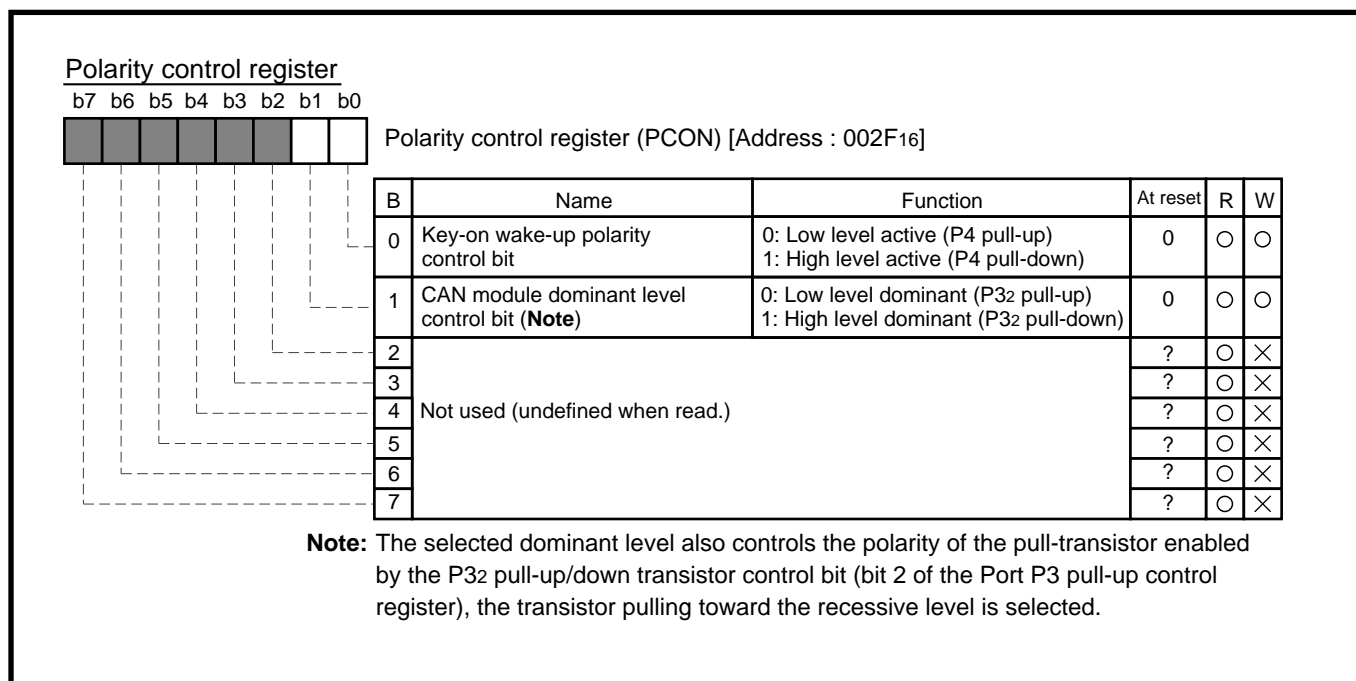 Polarity control register
b7 b6 b5 b4 b3 b2 b1 b0
Polarity control register (PCON) [Address : 002F16]
B Name Function At reset R W
0 Key-on wake-up polarity control bit 0: Low level active (P4 pull-up) 1: High level active (P4 pull-down) 0 ○ ○
1 CAN module dominant level control bit (Note) 0: Low level dominant (P32 pull-up) 1: High level dominant (P32 pull-down) 0 ○ ○
2 ? ○ ×
3 ? ○ ×
4 Not used (undefined when read.) ? ○ ×
5 ? ○ ×
6 ? ○ ×
7 ? ○ ×
Note: The selected dominant level also controls the polarity of the pull-transistor enabled
by the P32 pull-up/down transistor control bit (bit 2 of the Port P3 pull-up control
register), the transistor pulling toward the recessive level is selected.